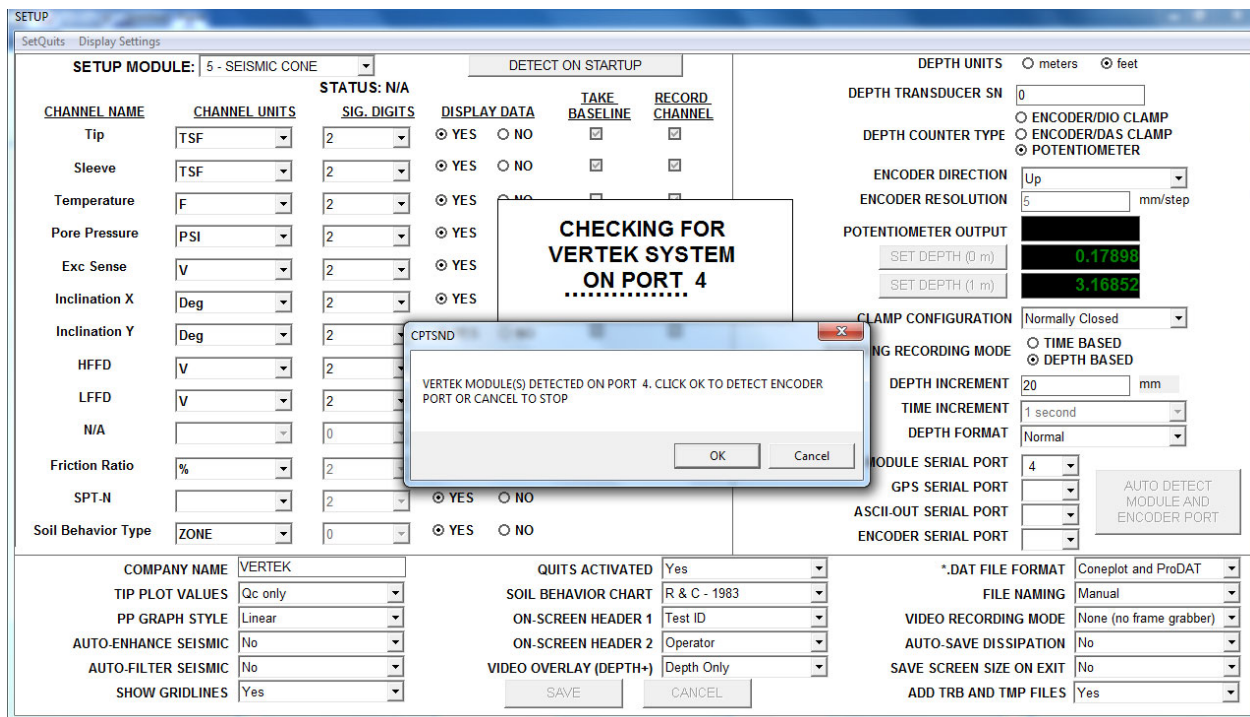 SETUP
SetQuits Display Settings
SETUP MODULE: 5 - SEISMIC CONE DETECT ON STARTUP
STATUS: N/A
CHANNEL NAME CHANNEL UNITS SIG. DIGITS DISPLAY DATA TAKE BASELINE RECORD CHANNEL
Tip TSF 2 YES NO
Sleeve TSF 2 YES NO
Temperature F 2 YES NO
Pore Pressure PSI 2 YES
Exc Sense V 2 YES
Inclination X Deg 2 YES
Inclination Y Deg 2
HFFD V 2
LFFD V 2
N/A 0
Friction Ratio % 2
SPT-N 2 YES NO
Soil Behavior Type ZONE 0 YES NO
CHECKING FOR
VERTEK SYSTEM
ON PORT 4
CPTSND
VERTEK MODULE(S) DETECTED ON PORT 4. CLICK OK TO DETECT ENCODER
PORT OR CANCEL TO STOP
OK Cancel
DEPTH UNITS meters feet
DEPTH TRANSDUCER SN 0
DEPTH COUNTER TYPE ENCODER/DIO CLAMP
ENCODER/DAS CLAMP
POTENTIOMETER
ENCODER DIRECTION Up
ENCODER RESOLUTION 5 mm/step
POTENTIOMETER OUTPUT
SET DEPTH (0 m) 0.17898
SET DEPTH (1 m) 3.16852
CLAMP CONFIGURATION Normally Closed
NG RECORDING MODE TIME BASED
DEPTH BASED
DEPTH INCREMENT 20 mm
TIME INCREMENT 1 second
DEPTH FORMAT Normal
MODULE SERIAL PORT 4
GPS SERIAL PORT
ASCII-OUT SERIAL PORT
ENCODER SERIAL PORT
AUTO DETECT
MODULE AND
ENCODER PORT
COMPANY NAME VERTEK
TIP PLOT VALUES Qc only
PP GRAPH STYLE Linear
AUTO-ENHANCE SEISMIC No
AUTO-FILTER SEISMIC No
SHOW GRIDLINES Yes
QUITS ACTIVATED Yes
SOIL BEHAVIOR CHART R & C - 1983
ON-SCREEN HEADER 1 Test ID
ON-SCREEN HEADER 2 Operator
VIDEO OVERLAY (DEPTH+) Depth Only
SAVE CANCEL
*.DAT FILE FORMAT Coneplot and ProDAT
FILE NAMING Manual
VIDEO RECORDING MODE None (no frame grabber)
AUTO-SAVE DISSIPATION No
SAVE SCREEN SIZE ON EXIT No
ADD TRB AND TMP FILES Yes